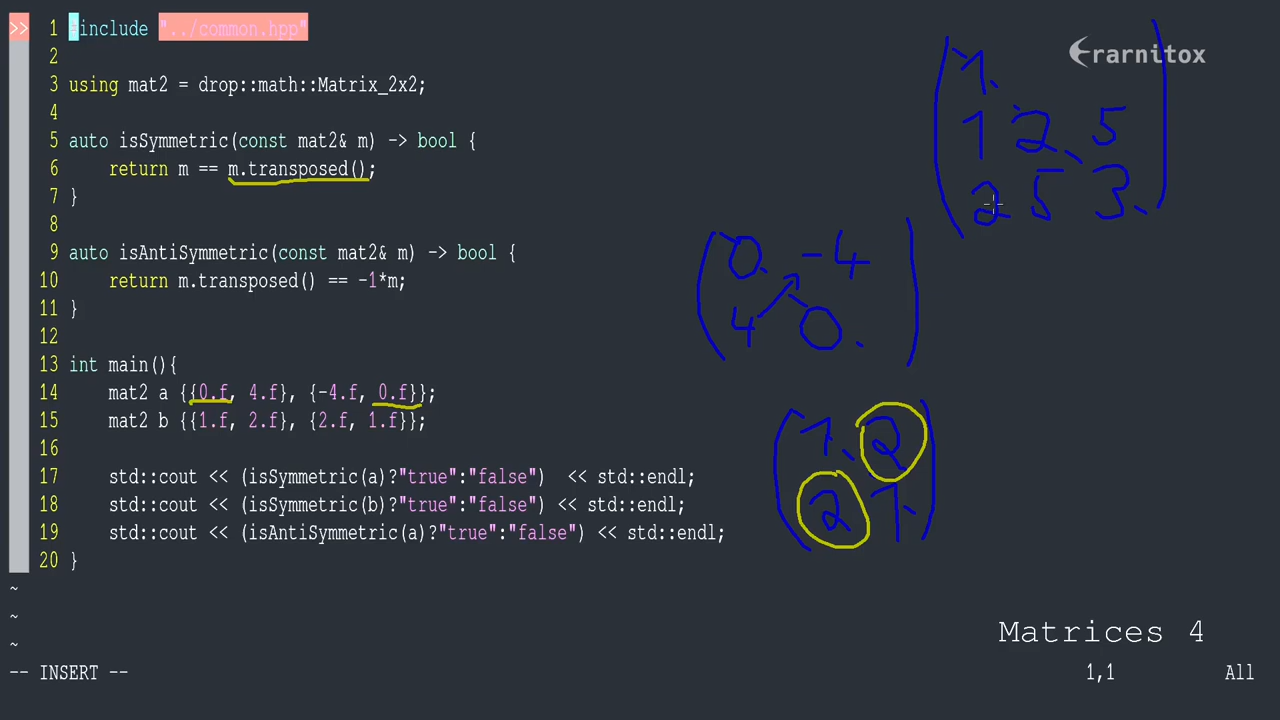 >> 1 #include "../common.hpp"
2
3 using mat2 = drop::math::Matrix_2x2;
4
5 auto isSymmetric(const mat2& m) -> bool {
6 return m == m.transposed();
7 }
8
9 auto isAntiSymmetric(const mat2& m) -> bool {
10 return m.transposed() == -1*m;
11 }
12
13 int main(){
14 mat2 a {{0.f, 4.f}, {-4.f, 0.f}};
15 mat2 b {{1.f, 2.f}, {2.f, 1.f}};
16
17 std::cout << (isSymmetric(a)?"true":"false") << std::endl;
18 std::cout << (isSymmetric(b)?"true":"false") << std::endl;
19 std::cout << (isAntiSymmetric(a)?"true":"false") << std::endl;
20 }
~
~
~
-- INSERT --
1,1 All
rarnitox
1
1 2 5
2 5 3
0 -4
4 0
1 2
2 1
Matrices 4